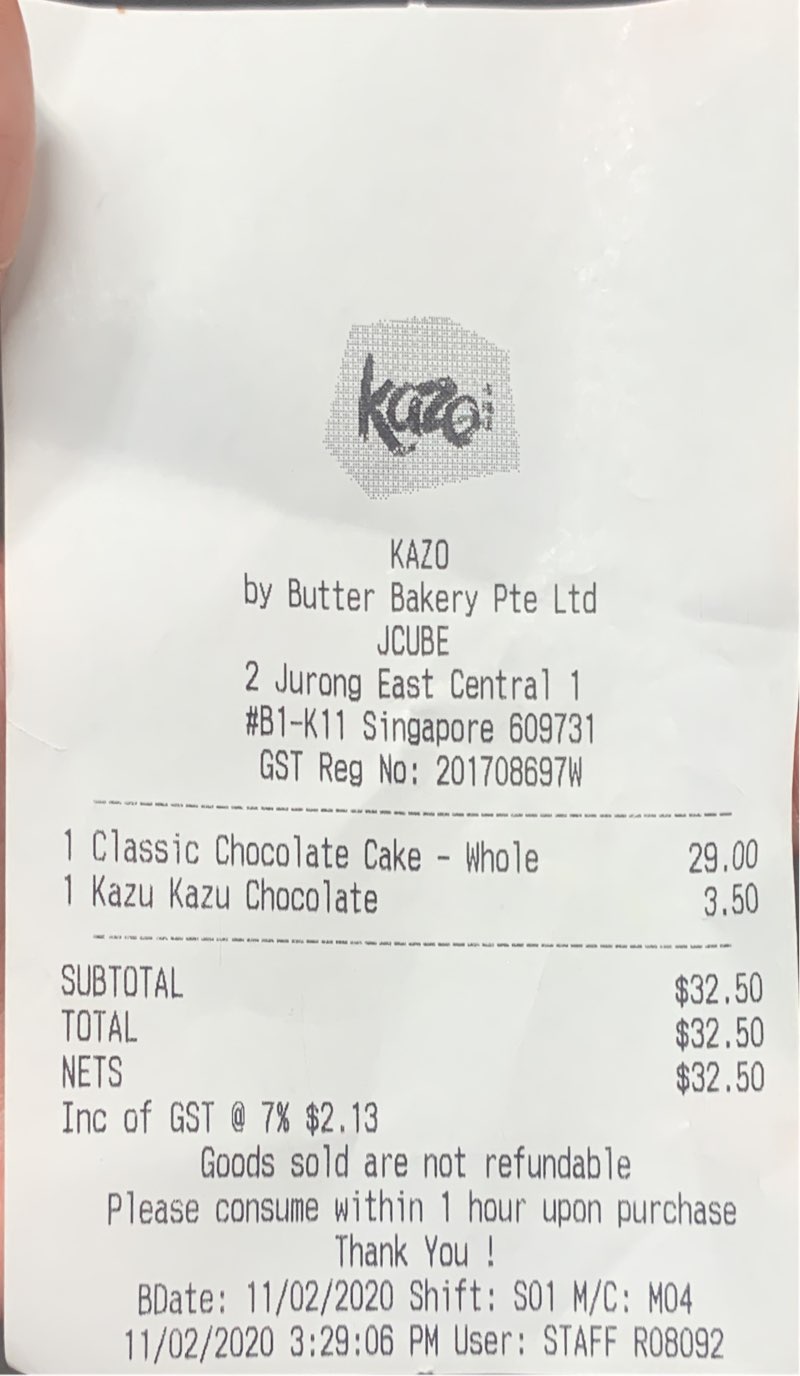 kazo
KAZO
by Butter Bakery Pte Ltd
JCUBE
2 Jurong East Central 1
#B1-K11 Singapore 609731
GST Reg No: 201708697W
1 Classic Chocolate Cake - Whole 29.00
1 Kazu Kazu Chocolate 3.50
SUBTOTAL $32.50
TOTAL $32.50
NETS $32.50
Inc of GST @ 7% $2.13
Goods sold are not refundable
Please consume within 1 hour upon purchase
Thank You !
BDate: 11/02/2020 Shift: S01 M/C: M04
11/02/2020 3:29:06 PM User: STAFF R08092